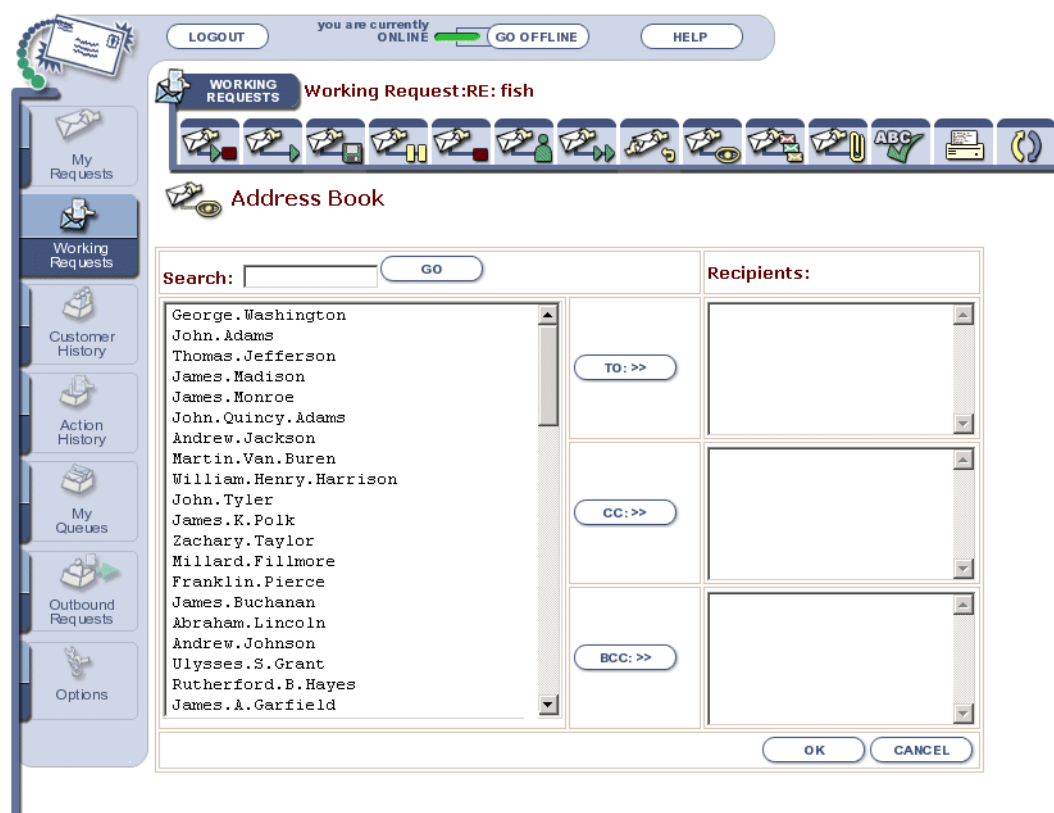 LOGOUT
you are currently
ONLINE
GO OFFLINE
HELP
WORKING
REQUESTS
Working Request:RE: fish
ABC
My
Requests
Working
Requests
Customer
History
Action
History
My
Queues
Outbound
Requests
Options
Address Book
Search:
GO
Recipients:
George.Washington
John.Adams
Thomas.Jefferson
James.Madison
James.Monroe
John.Quincy.Adams
Andrew.Jackson
Martin.Van.Buren
William.Henry.Harrison
John.Tyler
James.K.Polk
Zachary.Taylor
Millard.Fillmore
Franklin.Pierce
James.Buchanan
Abraham.Lincoln
Andrew.Johnson
Ulysses.S.Grant
Rutherford.B.Hayes
James.A.Garfield
TO: >>
CC: >>
BCC: >>
OK
CANCEL